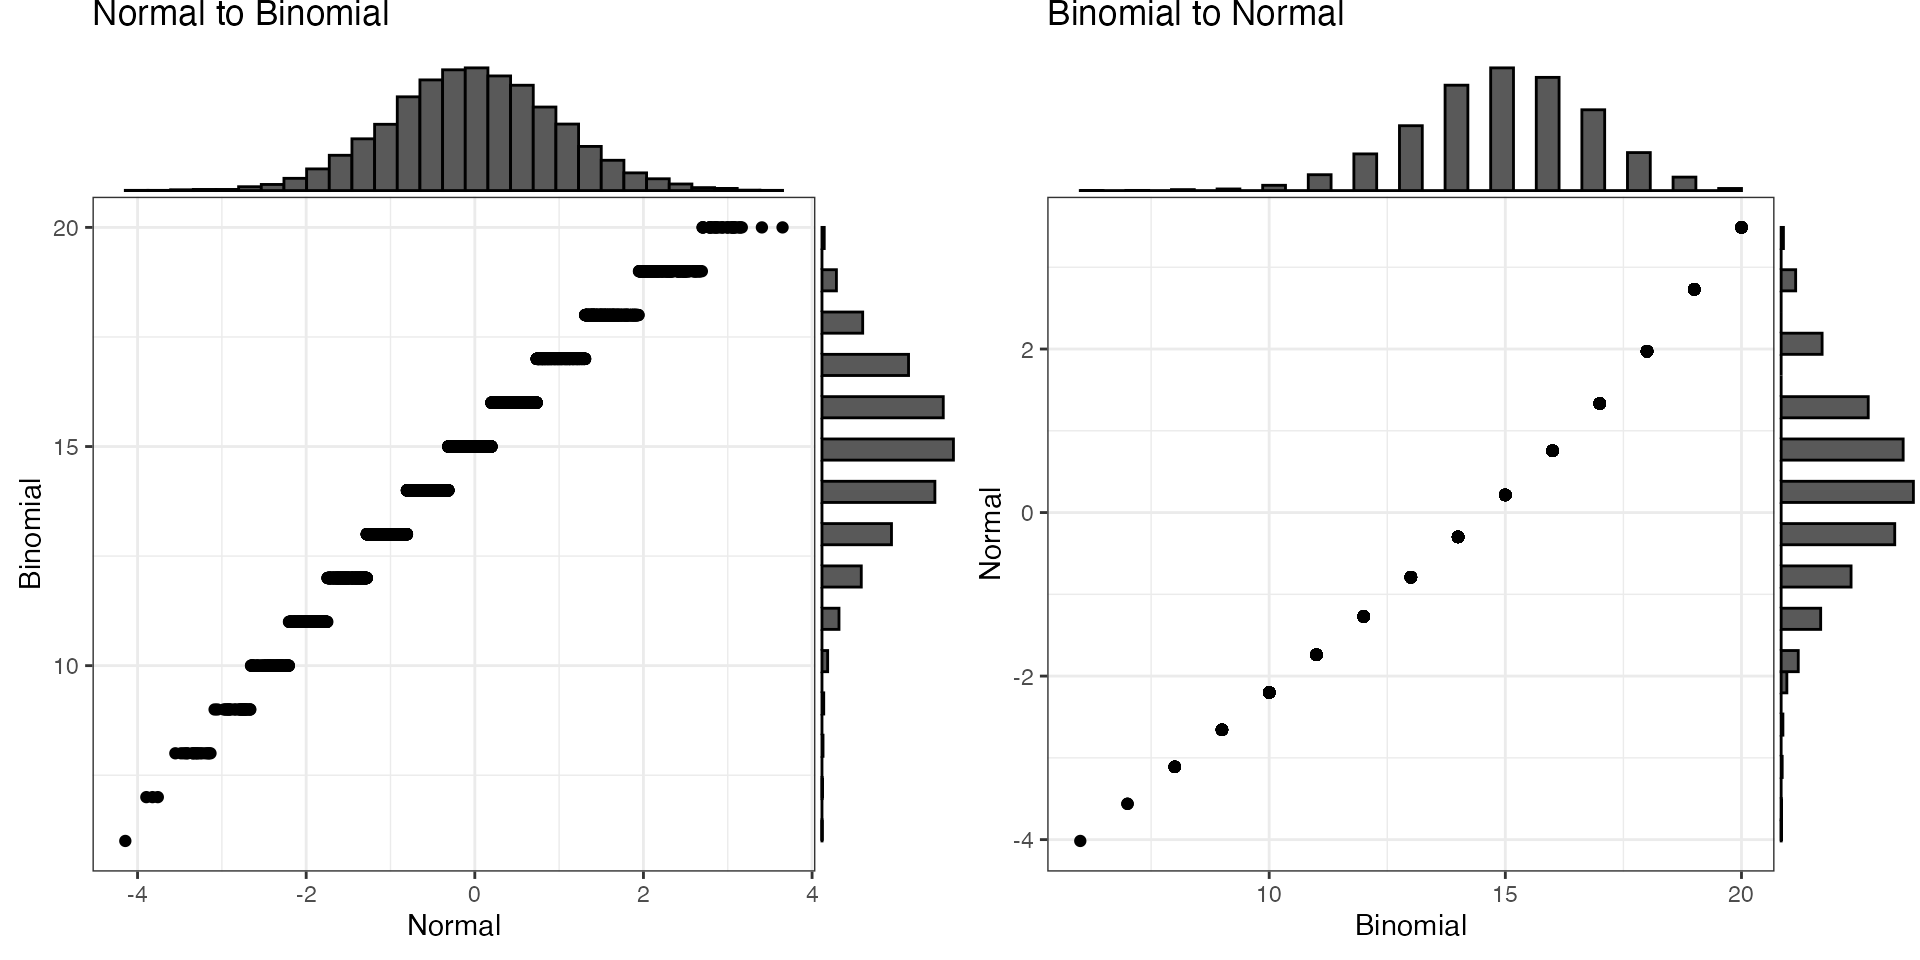 Normal to Binomial
20
15
10
Binomial
-4 -2 0 2 4
Normal
Binomial to Normal
2
0
-2
-4
Normal
10 15 20
Binomial